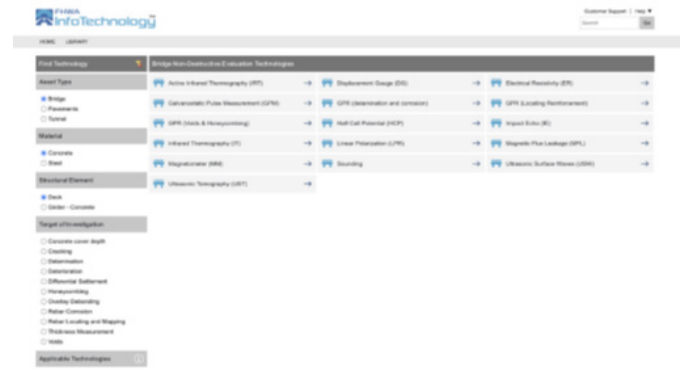 FHWA
InfoTechnology
Customer Support | Help
Search
Go
HOME LIBRARY
Find Technology
Bridge Non-Destructive Evaluation Technologies
Asset Type
Bridge
Pavements
Tunnel
Material
Concrete
Steel
Structural Element
Deck
Girder - Concrete
Target of Investigation
Concrete cover depth
Cracking
Delamination
Deterioration
Differential Settlement
Honeycombing
Overlay Debonding
Rebar Corrosion
Rebar Locating and Mapping
Thickness Measurement
Voids
Applicable Technologies
Active Infrared Thermography (IRT)
Displacement Gauge (DG)
Electrical Resistivity (ER)
Galvanostatic Pulse Measurement (GPM)
GPR (delamination and corrosion)
GPR (Locating Reinforcement)
GPR (Voids & Honeycombing)
Half Cell Potential (HCP)
Impact Echo (IE)
Infrared Thermography (IT)
Linear Polarization (LPR)
Magnetic Flux Leakage (MFL)
Magnetometer (MM)
Sounding
Ultrasonic Surface Waves (USW)
Ultrasonic Tomography (UST)